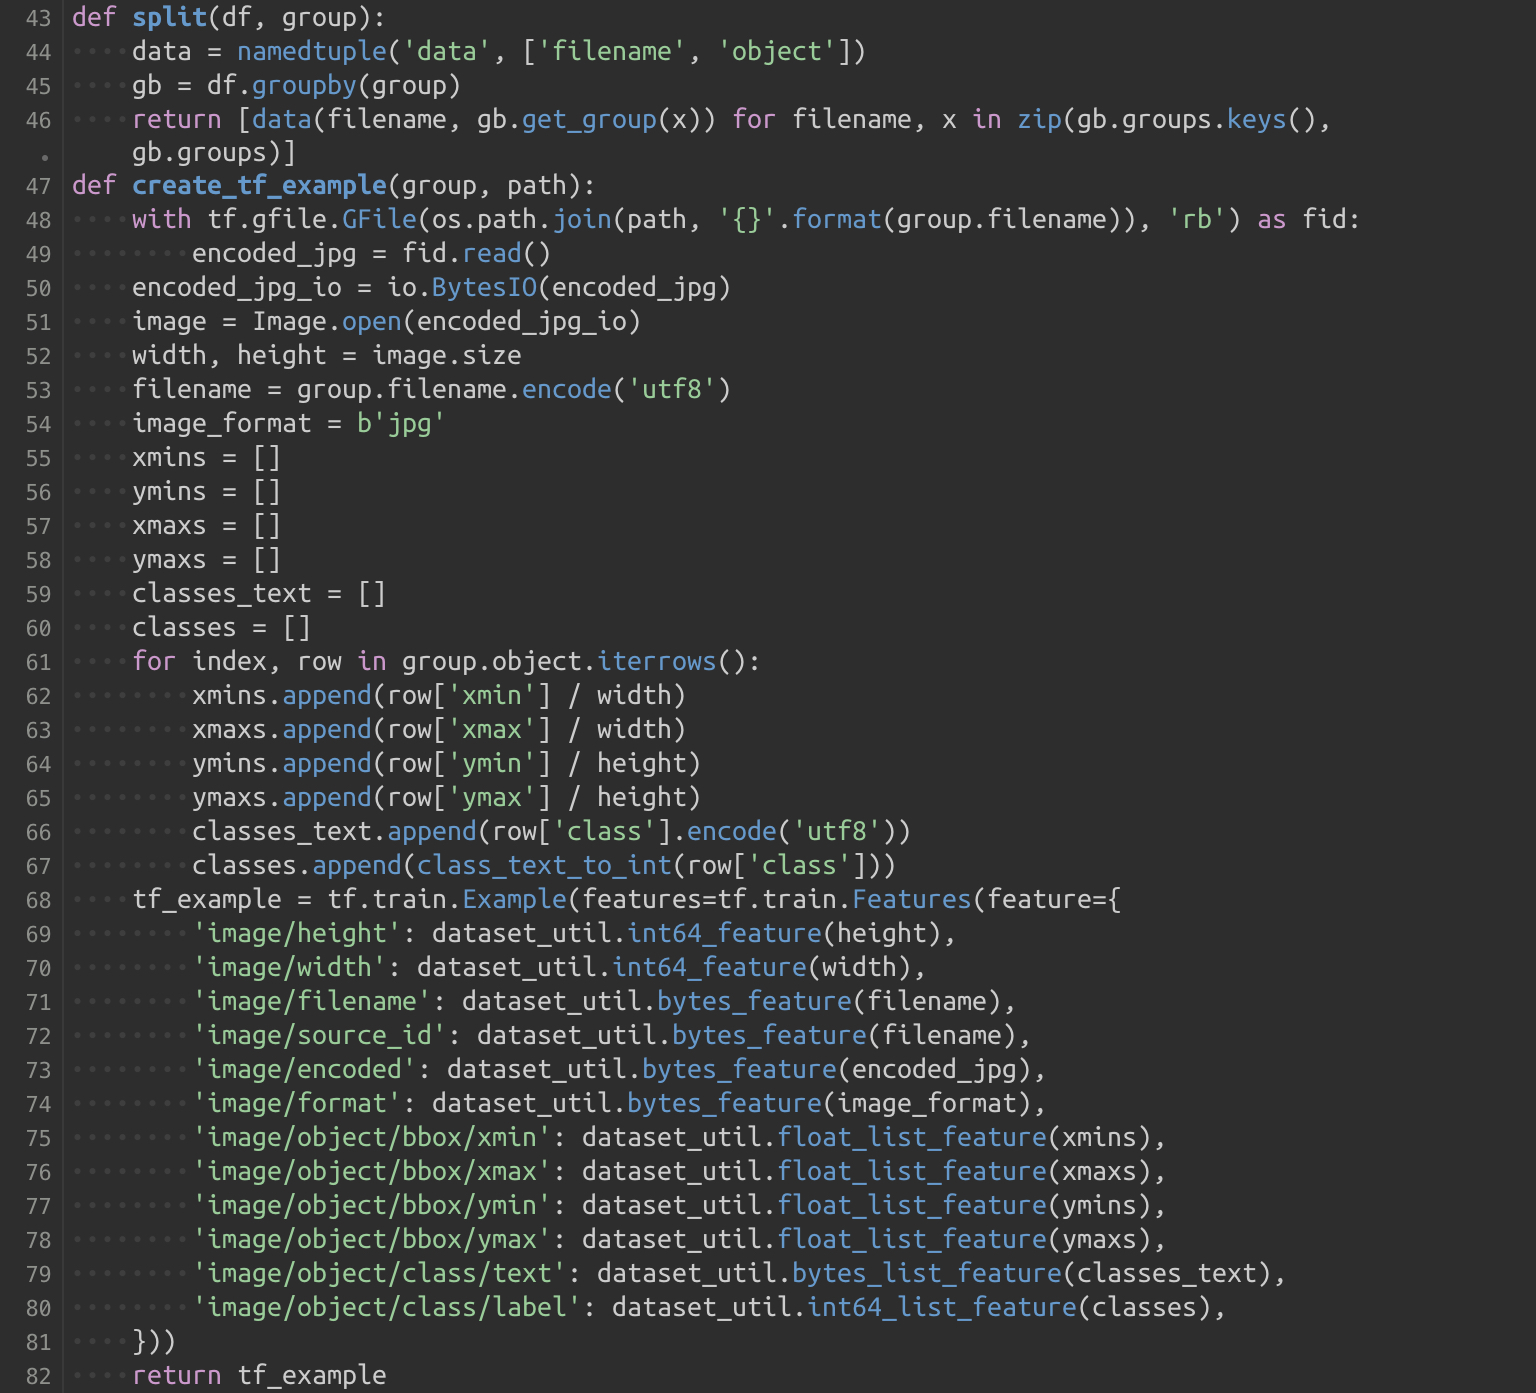 43 def split(df, group):
44     data = namedtuple('data', ['filename', 'object'])
45     gb = df.groupby(group)
46     return [data(filename, gb.get_group(x)) for filename, x in zip(gb.groups.keys(),
•     gb.groups)]
47 def create_tf_example(group, path):
48     with tf.gfile.GFile(os.path.join(path, '{}'.format(group.filename)), 'rb') as fid:
49         encoded_jpg = fid.read()
50     encoded_jpg_io = io.BytesIO(encoded_jpg)
51     image = Image.open(encoded_jpg_io)
52     width, height = image.size
53     filename = group.filename.encode('utf8')
54     image_format = b'jpg'
55     xmins = []
56     ymins = []
57     xmaxs = []
58     ymaxs = []
59     classes_text = []
60     classes = []
61     for index, row in group.object.iterrows():
62         xmins.append(row['xmin'] / width)
63         xmaxs.append(row['xmax'] / width)
64         ymins.append(row['ymin'] / height)
65         ymaxs.append(row['ymax'] / height)
66         classes_text.append(row['class'].encode('utf8'))
67         classes.append(class_text_to_int(row['class']))
68     tf_example = tf.train.Example(features=tf.train.Features(feature={
69         'image/height': dataset_util.int64_feature(height),
70         'image/width': dataset_util.int64_feature(width),
71         'image/filename': dataset_util.bytes_feature(filename),
72         'image/source_id': dataset_util.bytes_feature(filename),
73         'image/encoded': dataset_util.bytes_feature(encoded_jpg),
74         'image/format': dataset_util.bytes_feature(image_format),
75         'image/object/bbox/xmin': dataset_util.float_list_feature(xmins),
76         'image/object/bbox/xmax': dataset_util.float_list_feature(xmaxs),
77         'image/object/bbox/ymin': dataset_util.float_list_feature(ymins),
78         'image/object/bbox/ymax': dataset_util.float_list_feature(ymaxs),
79         'image/object/class/text': dataset_util.bytes_list_feature(classes_text),
80         'image/object/class/label': dataset_util.int64_list_feature(classes),
81     }))
82     return tf_example